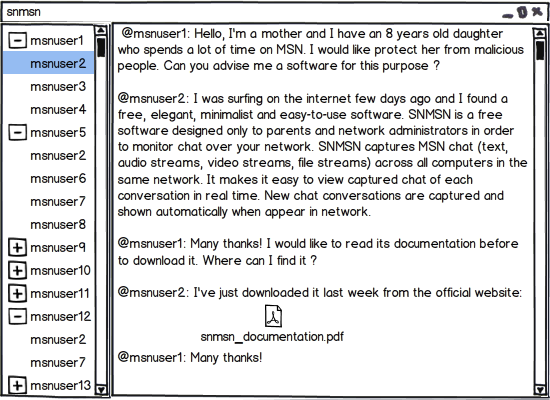 snmsn
msnuser1
msnuser2
msnuser3
msnuser4
msnuser5
msnuser2
msnuser6
msnuser7
msnuser8
msnuser9
msnuser10
msnuser11
msnuser12
msnuser2
msnuser7
msnuser13
@msnuser1: Hello, I'm a mother and I have an 8 years old daughter
who spends a lot of time on MSN. I would like protect her from malicious
people. Can you advise me a software for this purpose ?
@msnuser2: I was surfing on the internet few days ago and I found a
free, elegant, minimalist and easy-to-use software. SNMSN is a free
software designed only to parents and network administrators in order
to monitor chat over your network. SNMSN captures MSN chat (text,
audio streams, video streams, file streams) across all computers in the
same network. It makes it easy to view captured chat of each
conversation in real time. New chat conversations are captured and
shown automatically when appear in network.
@msnuser1: Many thanks! I would like to read its documentation before
to download it. Where can I find it ?
@msnuser2: I've just downloaded it last week from the official website:
snmsn_documentation.pdf
@msnuser1: Many thanks!